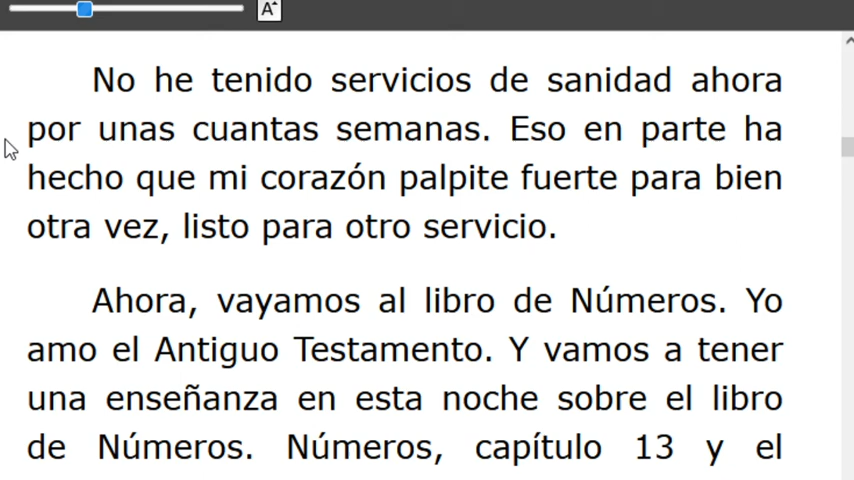 A
No he tenido servicios de sanidad ahora
por unas cuantas semanas. Eso en parte ha
hecho que mi corazón palpite fuerte para bien
otra vez, listo para otro servicio.
Ahora, vayamos al libro de Números. Yo
amo el Antiguo Testamento. Y vamos a tener
una enseñanza en esta noche sobre el libro
de Números. Números, capítulo 13 y el